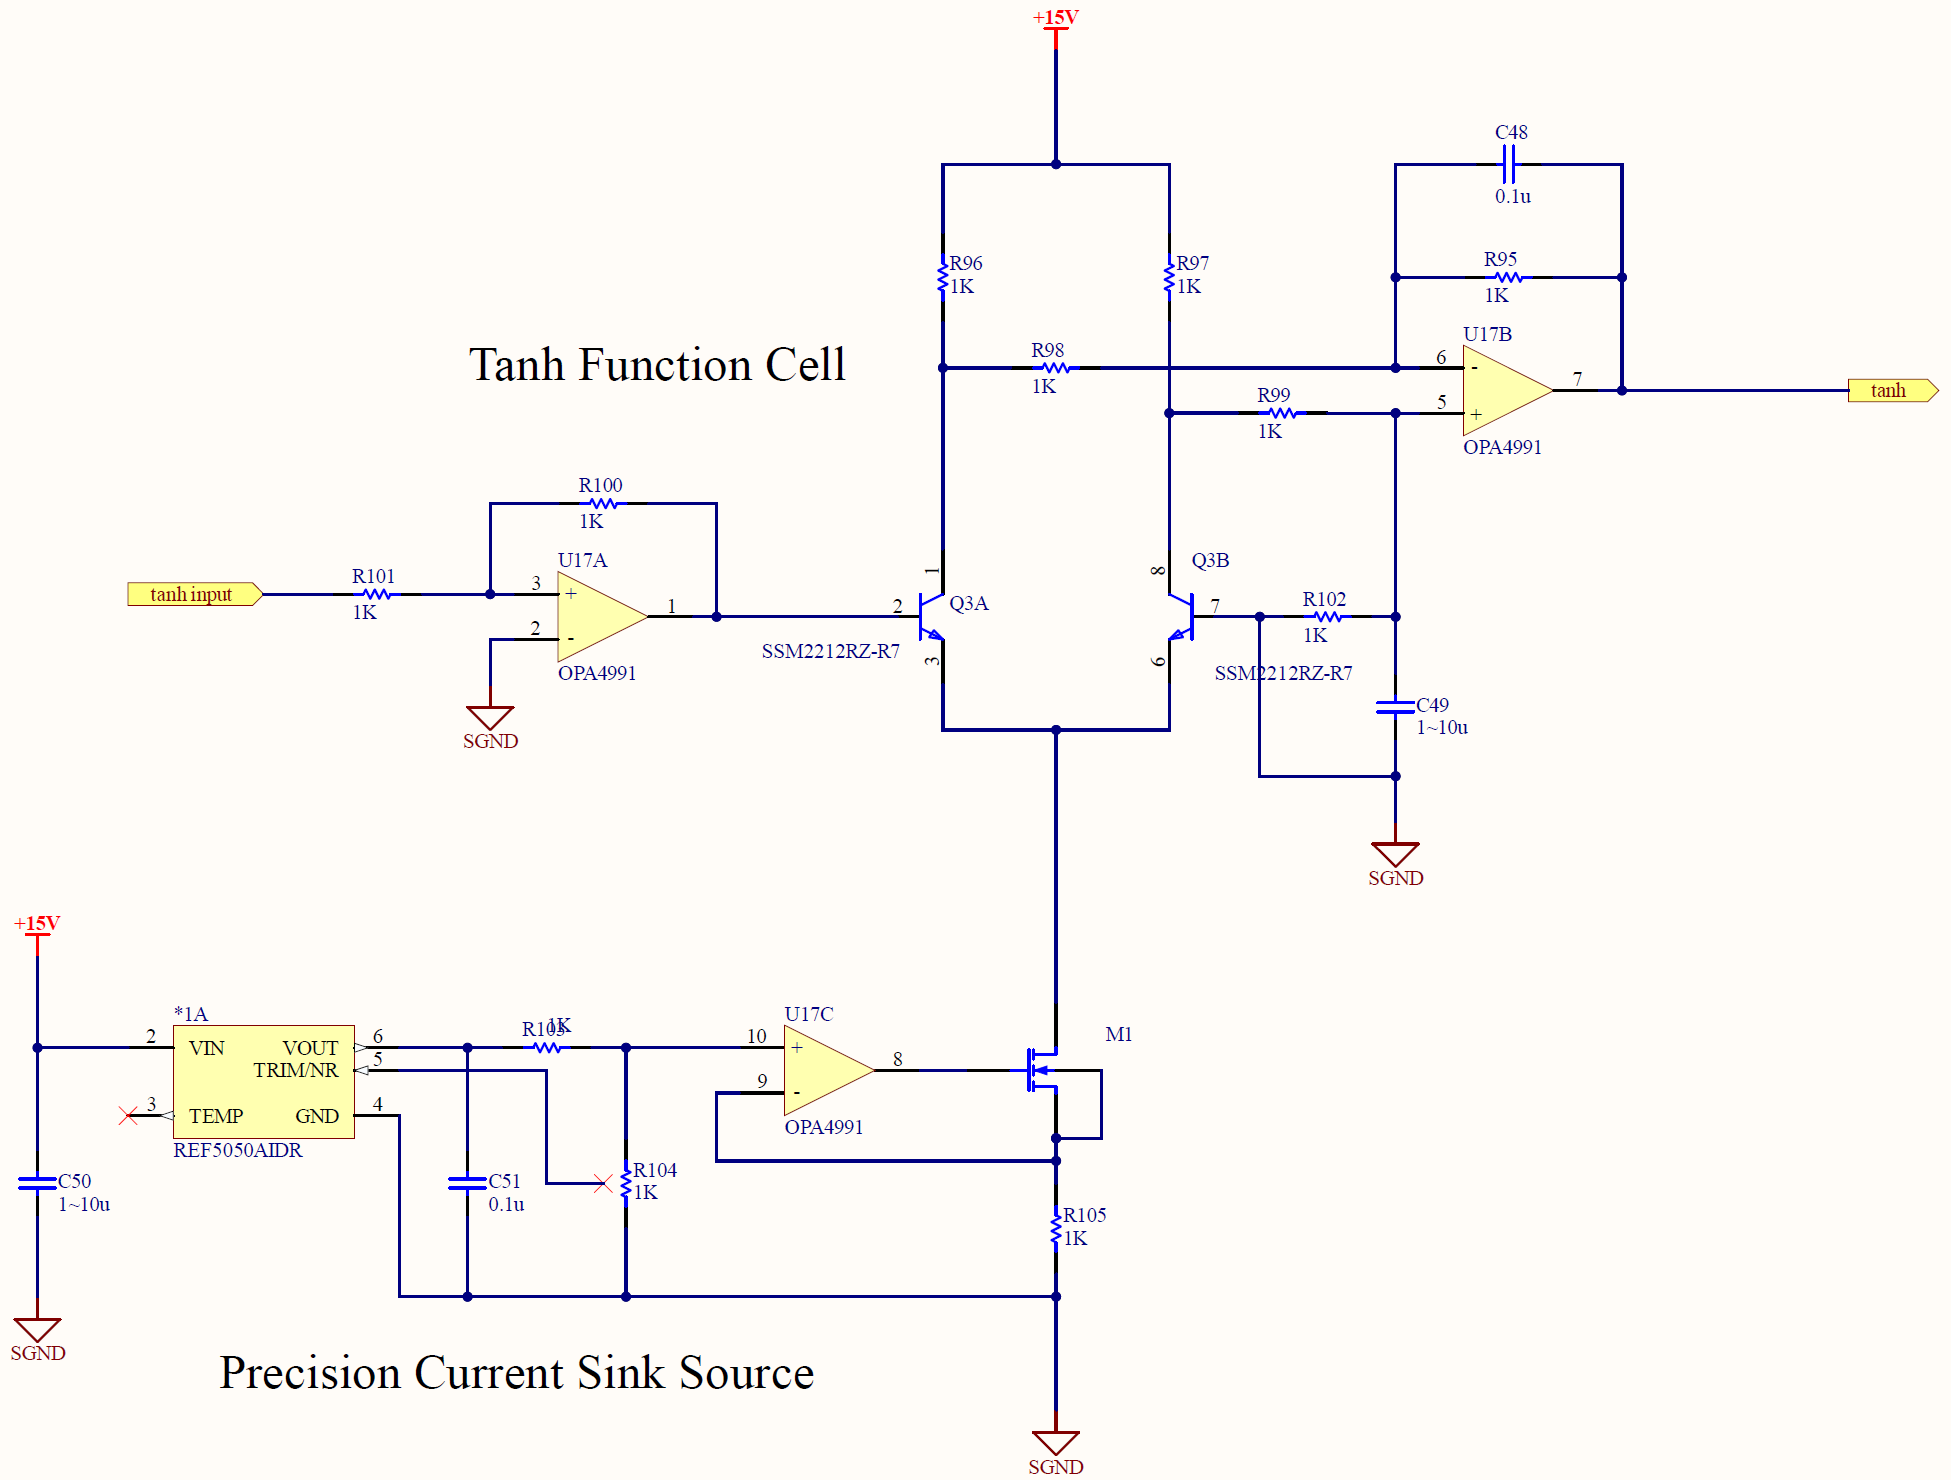 +15V
C48
0.1u
R96
1K
R97
1K
R95
1K
U17B
6
-
7
tanh
5
+
OPA4991
Tanh Function Cell
R98
1K
R99
1K
R100
1K
U17A
tanh input
R101
1K
3
+
1
2
-
OPA4991
SGND
1
2
Q3A
3
SSM2212RZ-R7
8
Q3B
7
6
SSM2212RZ-R7
R102
1K
C49
1~10u
SGND
+15V
*1A
2
VIN
VOUT
6
TRIM/NR
5
3
TEMP
GND
4
REF5050AIDR
C50
1~10u
SGND
C51
0.1u
R103
1K
R104
1K
U17C
10
+
8
9
-
OPA4991
M1
R105
1K
SGND
Precision Current Sink Source